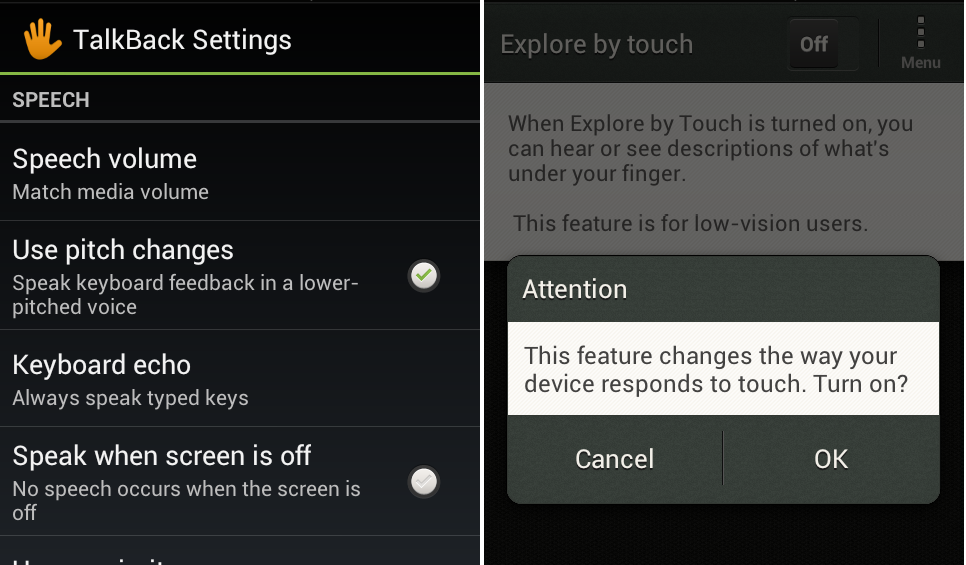 TalkBack Settings
SPEECH
Speech volume
Match media volume
Use pitch changes
Speak keyboard feedback in a lower-
pitched voice
Keyboard echo
Always speak typed keys
Speak when screen is off
No speech occurs when the screen is
off
Explore by touch
Off
Menu
When Explore by Touch is turned on, you
can hear or see descriptions of what's
under your finger.
This feature is for low-vision users.
Attention
This feature changes the way your
device responds to touch. Turn on?
Cancel
OK